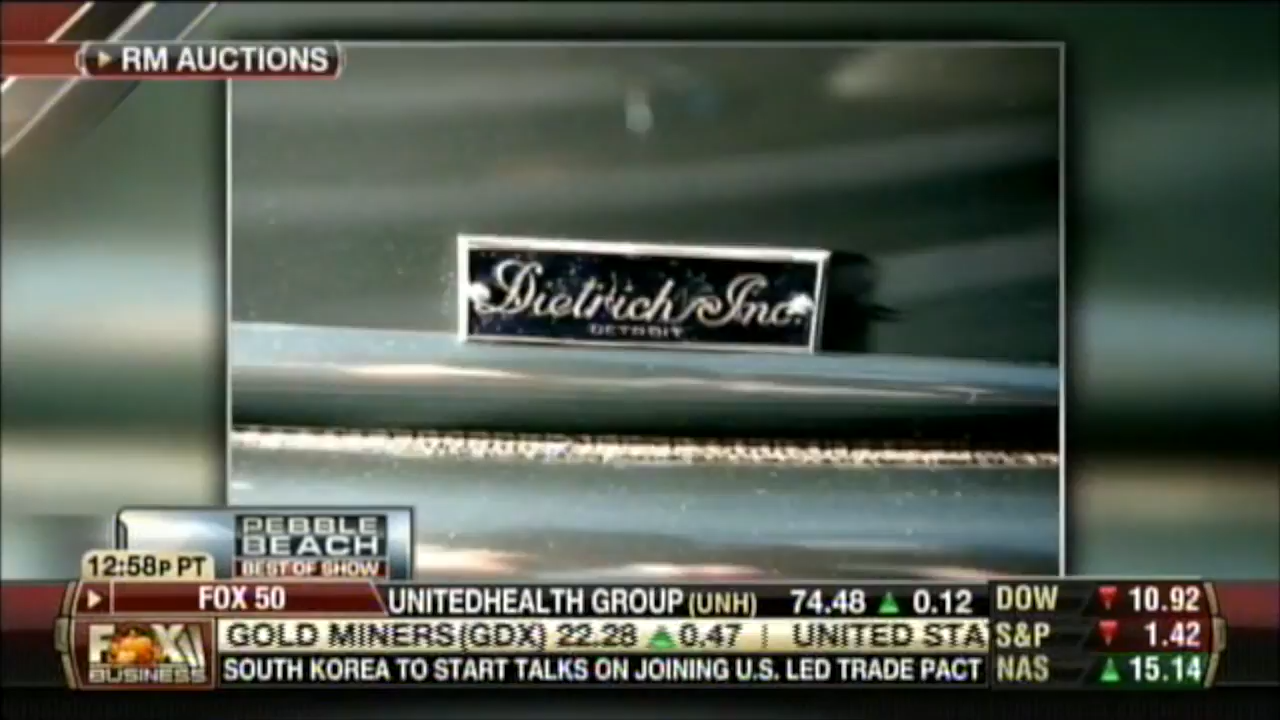 RM AUCTIONS
Dietrich Inc.
DETROIT
PEBBLE
BEACH
BEST OF SHOW
12:58P PT
FOX 50 UNITEDHEALTH GROUP (UNH) 74.48 ▲ 0.12 DOW ▼ 10.92
GOLD MINERS(GDX) 22.28 ▲ 0.47 | UNITED STA S&P ▼ 1.42
FOX
BUSINESS
SOUTH KOREA TO START TALKS ON JOINING U.S. LED TRADE PACT NAS ▲ 15.14